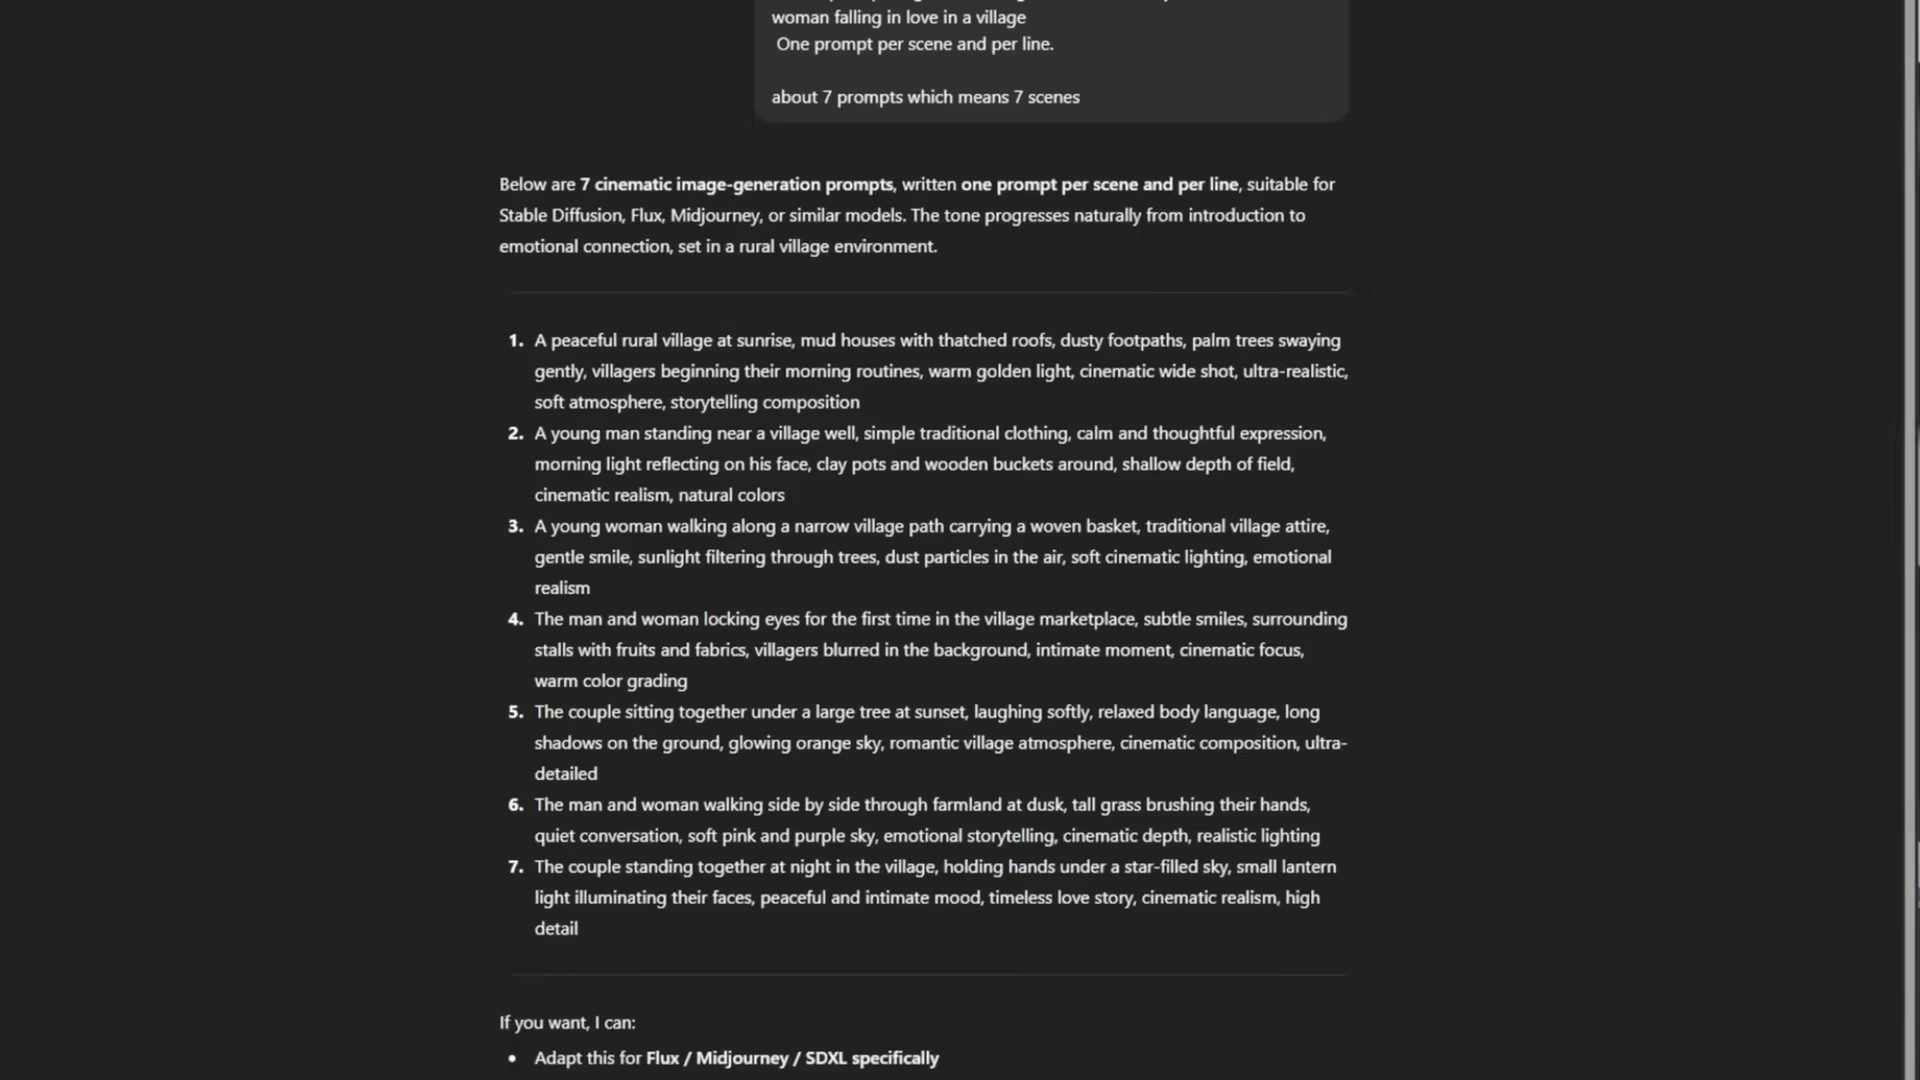 woman falling in love in a village
One prompt per scene and per line.
about 7 prompts which means 7 scenes
Below are 7 cinematic image-generation prompts, written one prompt per scene and per line, suitable for
Stable Diffusion, Flux, Midjourney, or similar models. The tone progresses naturally from introduction to
emotional connection, set in a rural village environment.
1. A peaceful rural village at sunrise, mud houses with thatched roofs, dusty footpaths, palm trees swaying
gently, villagers beginning their morning routines, warm golden light, cinematic wide shot, ultra-realistic,
soft atmosphere, storytelling composition
2. A young man standing near a village well, simple traditional clothing, calm and thoughtful expression,
morning light reflecting on his face, clay pots and wooden buckets around, shallow depth of field,
cinematic realism, natural colors
3. A young woman walking along a narrow village path carrying a woven basket, traditional village attire,
gentle smile, sunlight filtering through trees, dust particles in the air, soft cinematic lighting, emotional
realism
4. The man and woman locking eyes for the first time in the village marketplace, subtle smiles, surrounding
stalls with fruits and fabrics, villagers blurred in the background, intimate moment, cinematic focus,
warm color grading
5. The couple sitting together under a large tree at sunset, laughing softly, relaxed body language, long
shadows on the ground, glowing orange sky, romantic village atmosphere, cinematic composition, ultra-
detailed
6. The man and woman walking side by side through farmland at dusk, tall grass brushing their hands,
quiet conversation, soft pink and purple sky, emotional storytelling, cinematic depth, realistic lighting
7. The couple standing together at night in the village, holding hands under a star-filled sky, small lantern
light illuminating their faces, peaceful and intimate mood, timeless love story, cinematic realism, high
detail
If you want, I can:
• Adapt this for Flux / Midjourney / SDXL specifically